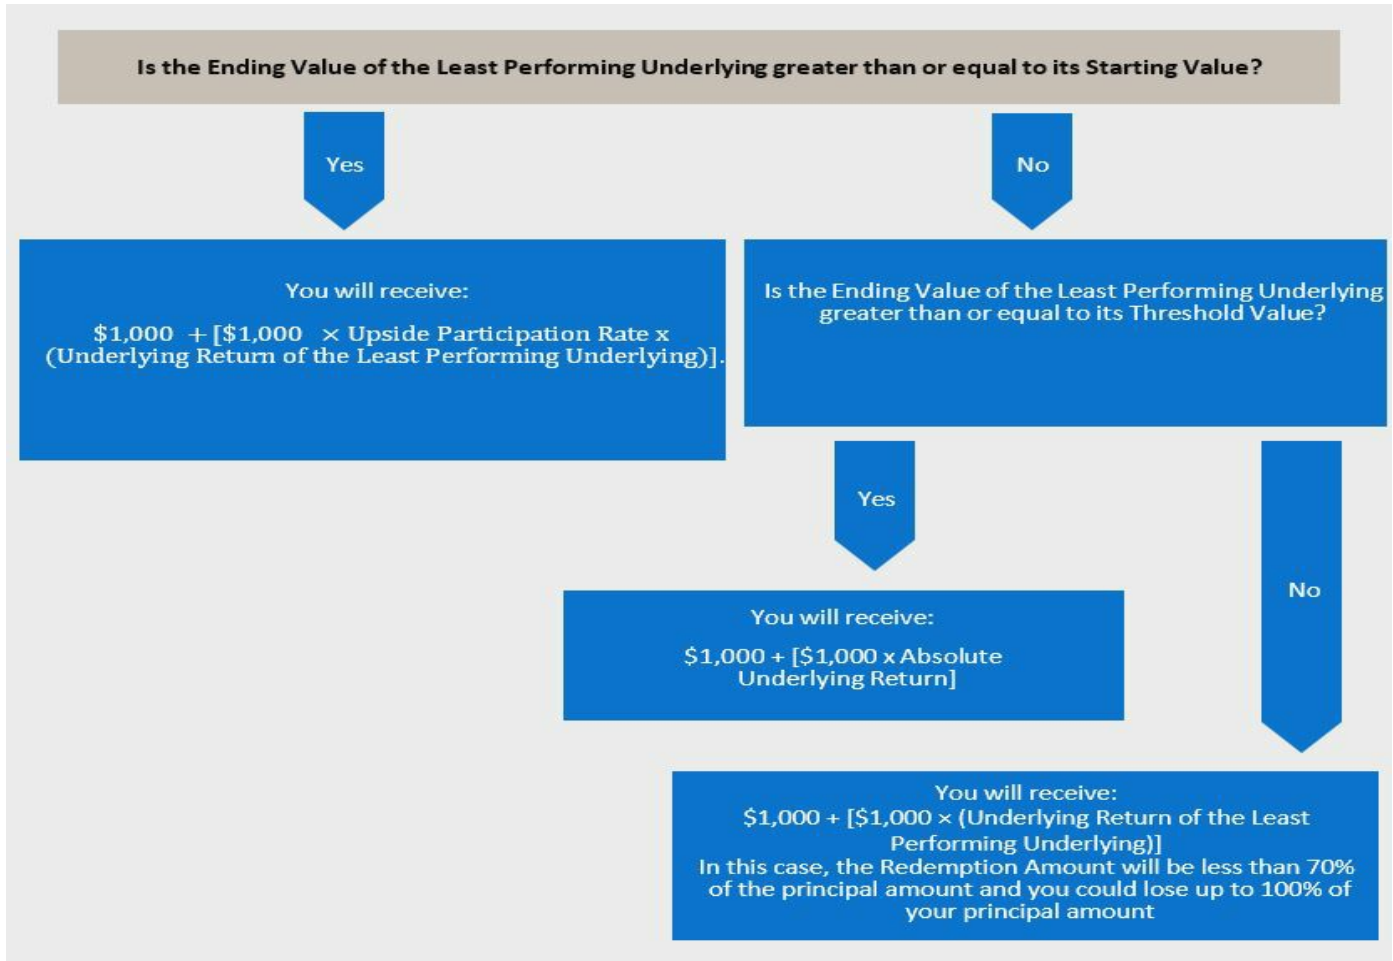 Is the Ending Value of the Least Performing Underlying greater than or equal to its Starting Value?
Yes
No
You will receive:
$1,000 + [$1,000 × Upside Participation Rate x
(Underlying Return of the Least Performing Underlying)].
Is the Ending Value of the Least Performing Underlying
greater than or equal to its Threshold Value?
Yes
No
You will receive:
$1,000 + [$1,000 x Absolute
Underlying Return]
You will receive:
$1,000 + [$1,000 × (Underlying Return of the Least
Performing Underlying)]
In this case, the Redemption Amount will be less than 70%
of the principal amount and you could lose up to 100% of
your principal amount